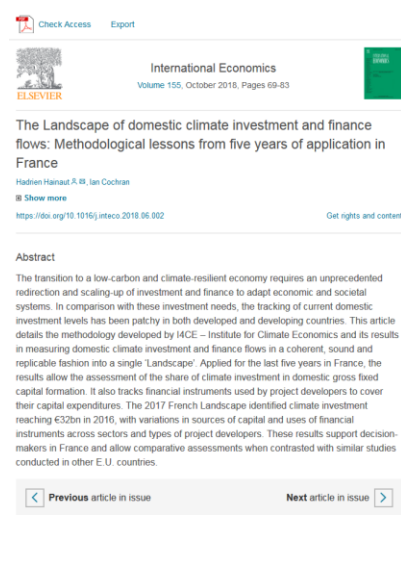 Check Access Export
ELSEVIER
International Economics
Volume 155, October 2018, Pages 69-83
The Landscape of domestic climate investment and finance
flows: Methodological lessons from five years of application in
France
Hadrien Hainaut, Ian Cochran
Show more
https://doi.org/10.1016/j.inteco.2018.06.002
Get rights and content
Abstract
The transition to a low-carbon and climate-resilient economy requires an unprecedented
redirection and scaling-up of investment and finance to adapt economic and societal
systems. In comparison with these investment needs, the tracking of current domestic
investment levels has been patchy in both developed and developing countries. This article
details the methodology developed by I4CE – Institute for Climate Economics and its results
in measuring domestic climate investment and finance flows in a coherent, sound and
replicable fashion into a single 'Landscape'. Applied for the last five years in France, the
results allow the assessment of the share of climate investment in domestic gross fixed
capital formation. It also tracks financial instruments used by project developers to cover
their capital expenditures. The 2017 French Landscape identified climate investment
reaching €32bn in 2016, with variations in sources of capital and uses of financial
instruments across sectors and types of project developers. These results support decision-
makers in France and allow comparative assessments when contrasted with similar studies
conducted in other E.U. countries.
Previous article in issue
Next article in issue